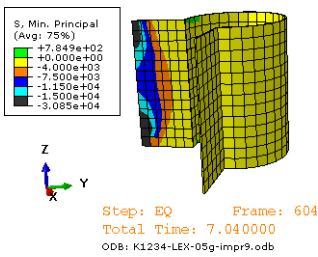 S, Min. Principal
(Avg: 75%)
+7.849e+02
+0.000e+00
-4.000e+03
-7.500e+03
-1.150e+04
-1.500e+04
-3.085e+04
Z
Y
X
Step: EQ Frame: 604
Total Time: 7.040000
ODB: K1234-LEX-05g-impr9.odb